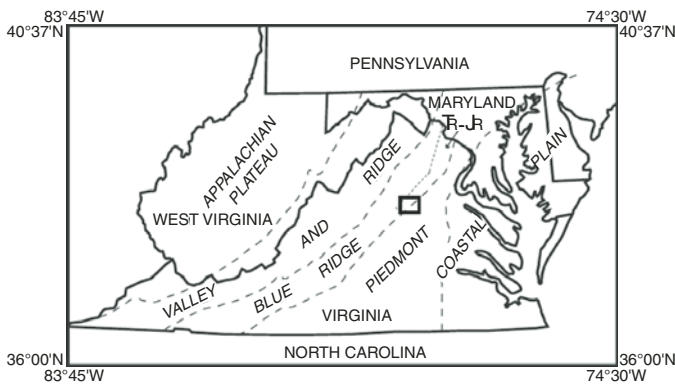 83°45'W
74°30'W
40°37'N
40°37'N
PENNSYLVANIA
MARYLAND
TR-JR
APPALACHIAN
PLATEAU
RIDGE
PLAIN
WEST VIRGINIA
AND
RIDGE
PIEDMONT
COASTAL
VALLEY
BLUE
VIRGINIA
NORTH CAROLINA
36°00'N
36°00'N
83°45'W
74°30'W